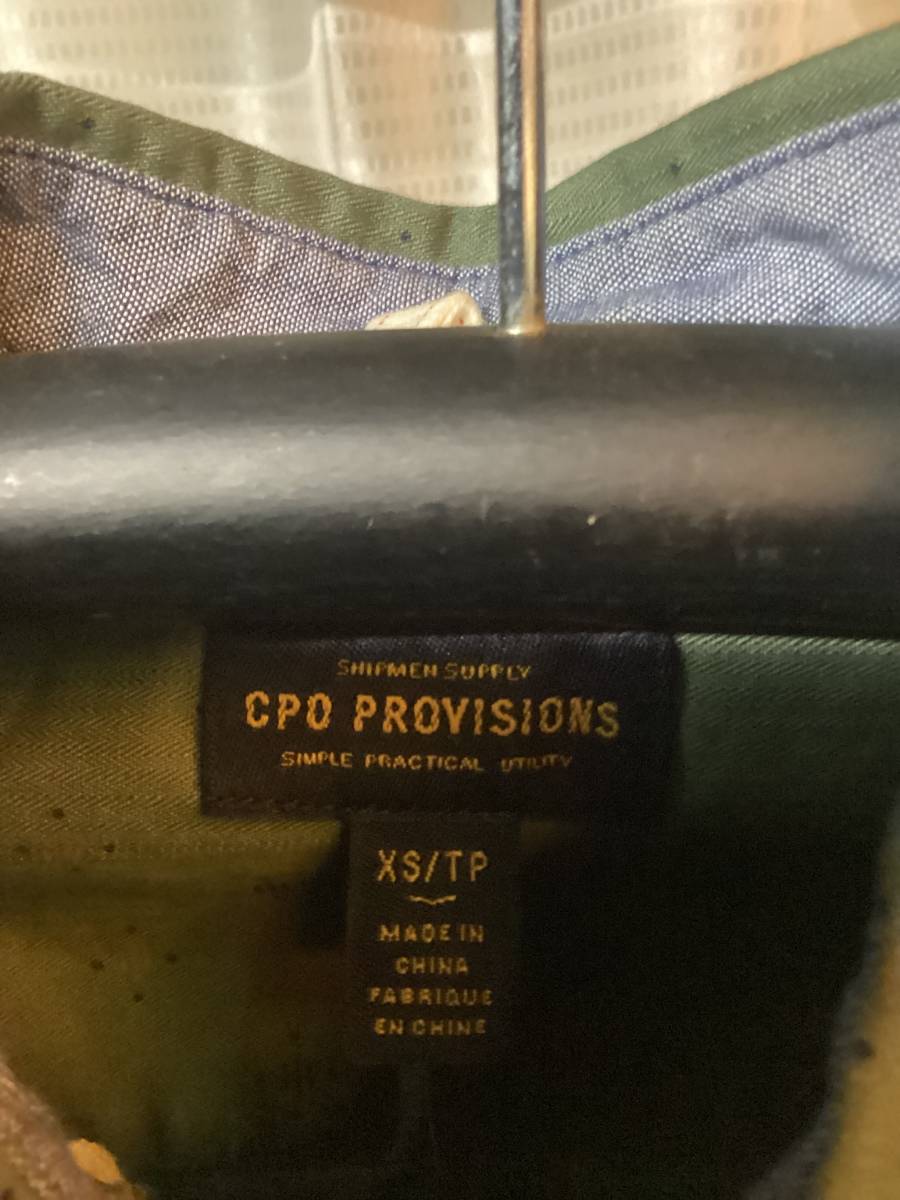 SHIPMEN SUPPLY
CPO PROVISIONS
SIMPLE PRACTICAL UTILITY
XS/TP
MADE IN
CHINA
FABRIQUE
EN CHINE